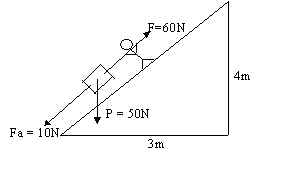 F=60N
4m
P = 50N
Fa = 10N
3m